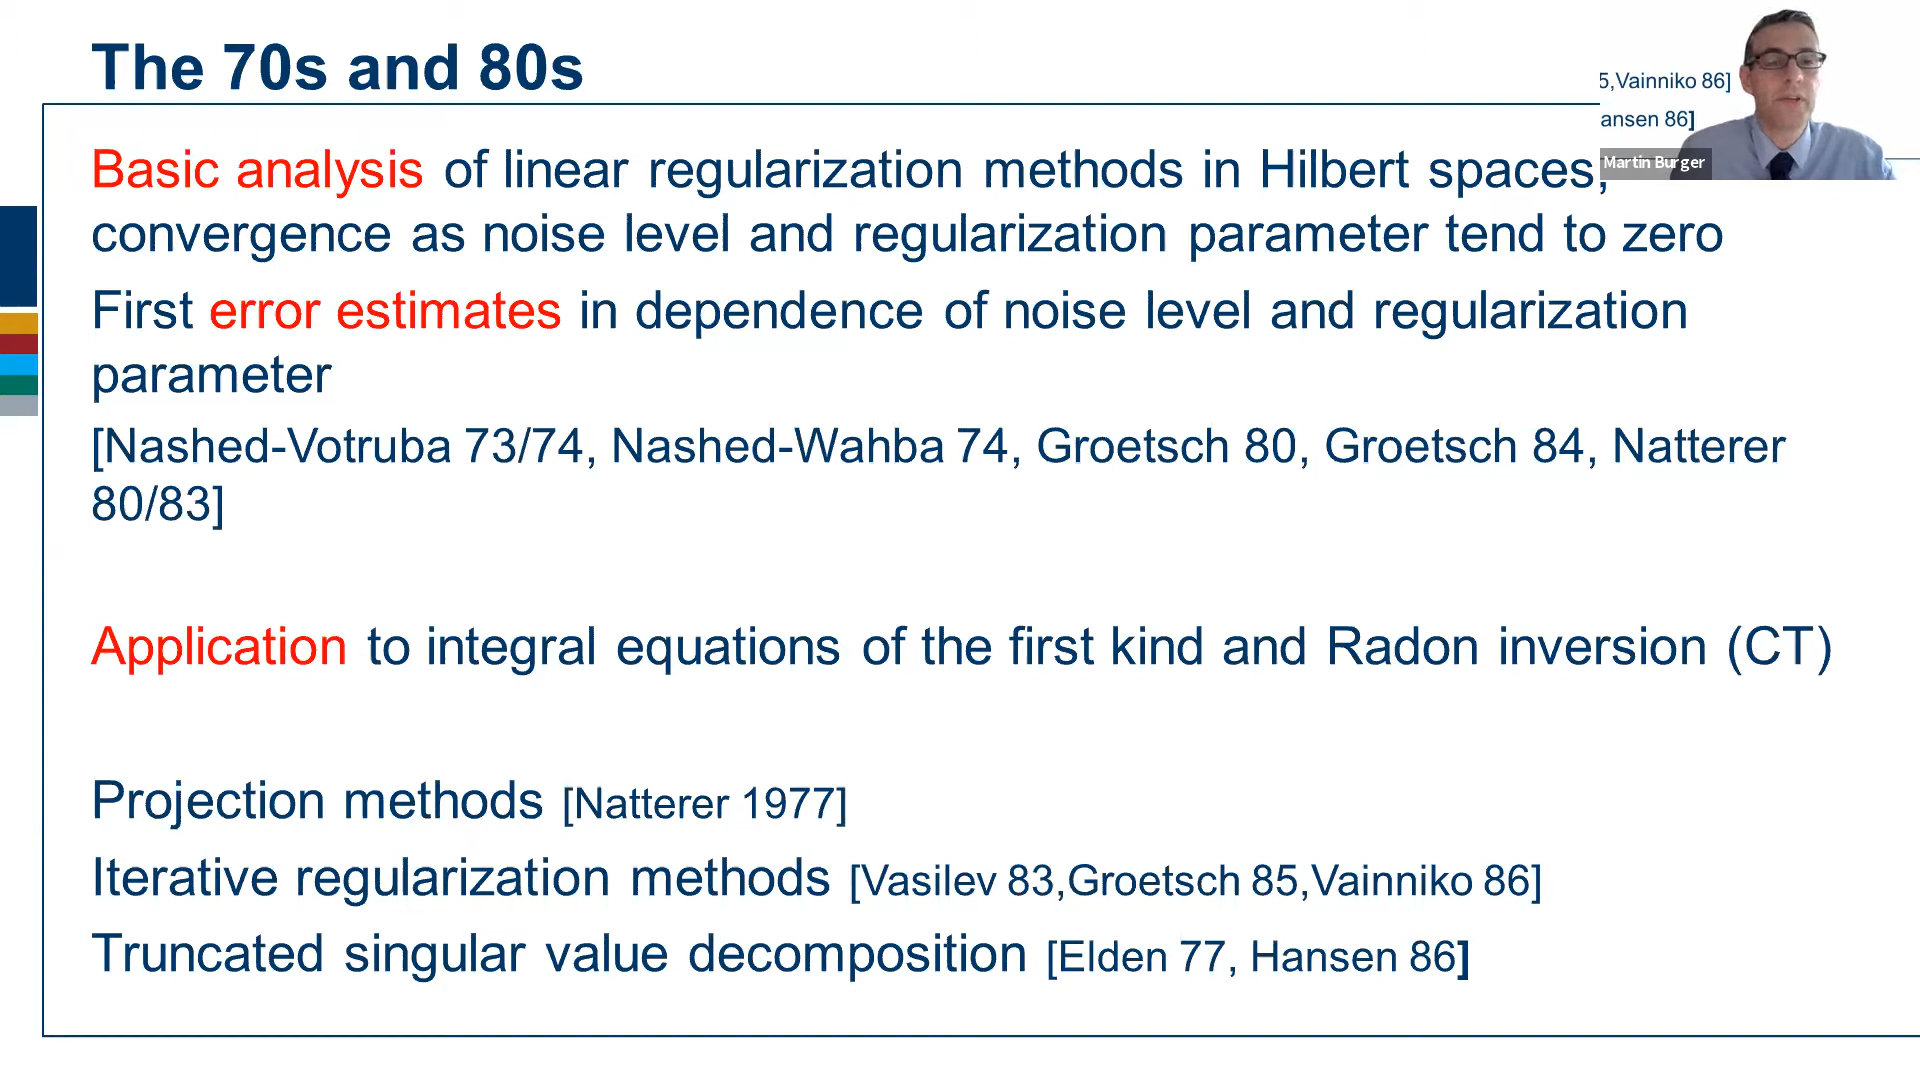 The 70s and 80s
5,Vainniko 86]
ansen 86]
Martin Burger
Basic analysis of linear regularization methods in Hilbert spaces,
convergence as noise level and regularization parameter tend to zero
First error estimates in dependence of noise level and regularization
parameter
[Nashed-Votruba 73/74, Nashed-Wahba 74, Groetsch 80, Groetsch 84, Natterer
80/83]
Application to integral equations of the first kind and Radon inversion (CT)
Projection methods [Natterer 1977]
Iterative regularization methods [Vasilev 83,Groetsch 85,Vainniko 86]
Truncated singular value decomposition [Elden 77, Hansen 86]